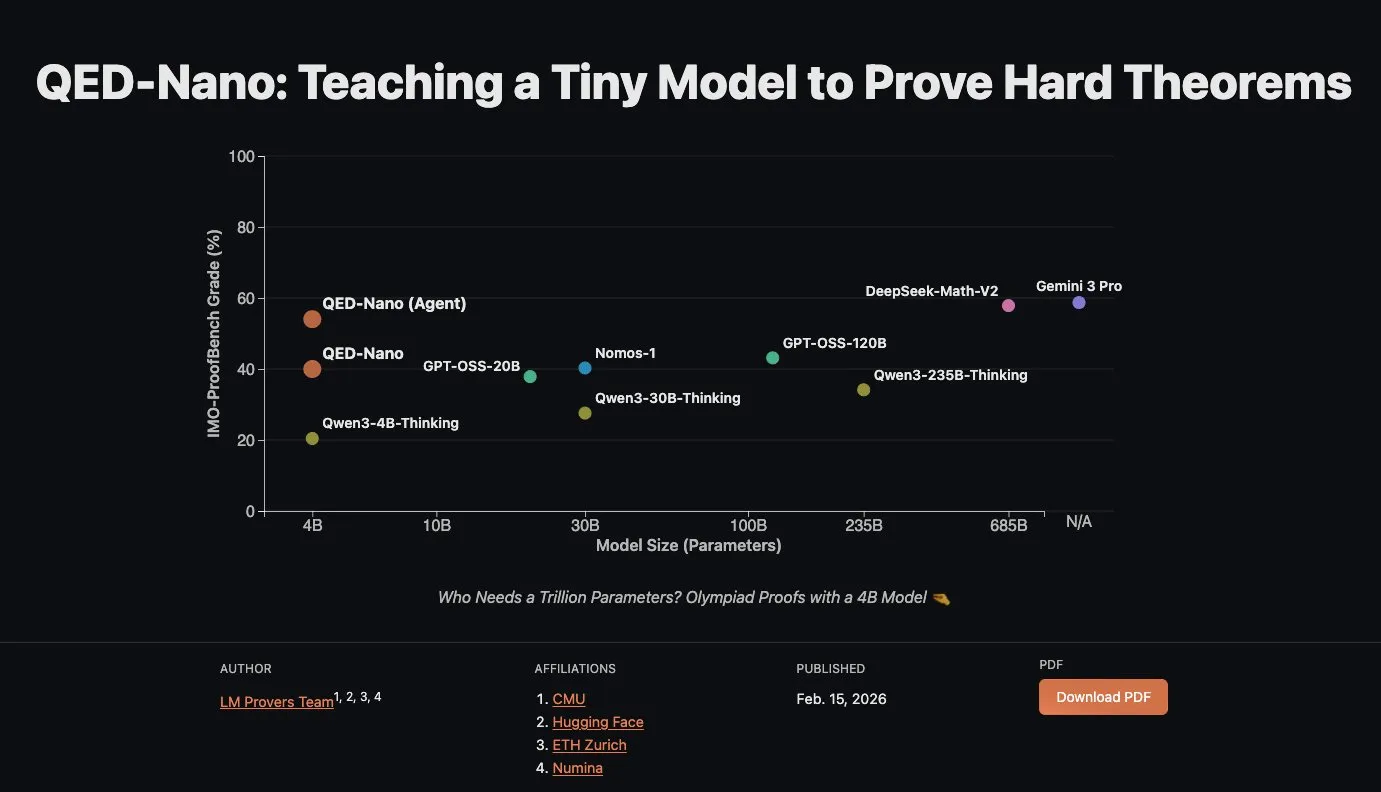 QED-Nano: Teaching a Tiny Model to Prove Hard Theorems
100
80
60
40
20
0
IMO-ProofBench Grade (%)
QED-Nano (Agent)
QED-Nano
Qwen3-4B-Thinking
GPT-OSS-20B
Nomos-1
Qwen3-30B-Thinking
GPT-OSS-120B
Qwen3-235B-Thinking
DeepSeek-Math-V2
Gemini 3 Pro
4B
10B
30B
100B
235B
685B
N/A
Model Size (Parameters)
Who Needs a Trillion Parameters? Olympiad Proofs with a 4B Model 🤏
AUTHOR
LM Provers Team1, 2, 3, 4
AFFILIATIONS
1. CMU
2. Hugging Face
3. ETH Zurich
4. Numina
PUBLISHED
Feb. 15, 2026
PDF
Download PDF